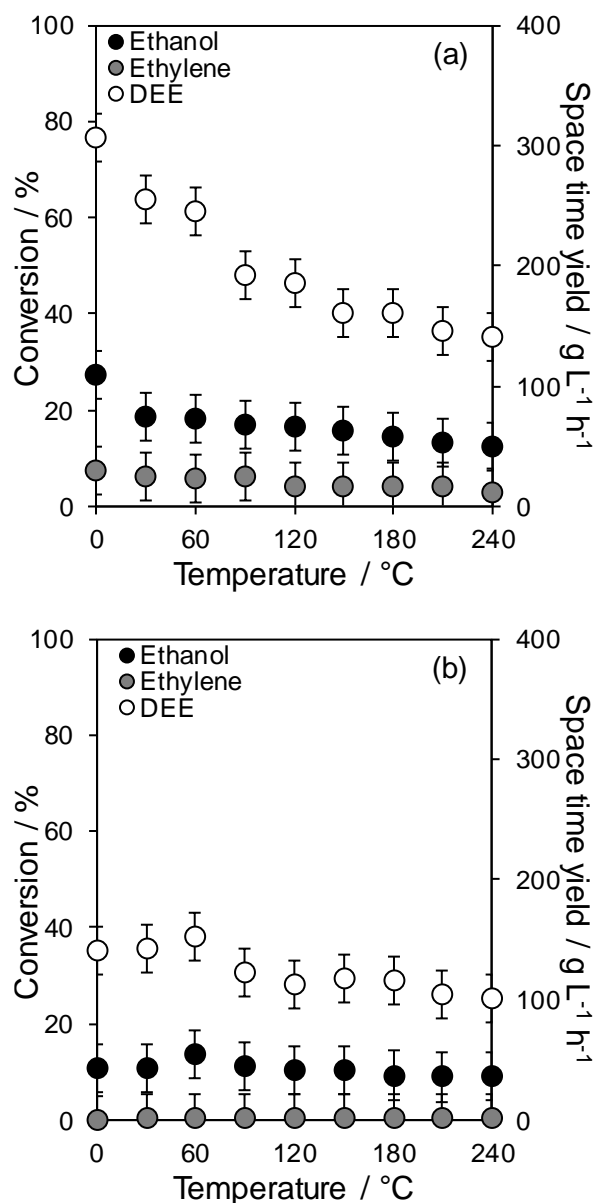 100
80
60
40
20
0
Conversion / %
Ethanol
Ethylene
DEE
(a)
400
300
200
100
0
Space time yield / g L⁻¹ h⁻¹
0 60 120 180 240
Temperature / °C
100
80
60
40
20
0
Conversion / %
Ethanol
Ethylene
DEE
(b)
400
300
200
100
0
Space time yield / g L⁻¹ h⁻¹
0 60 120 180 240
Temperature / °C